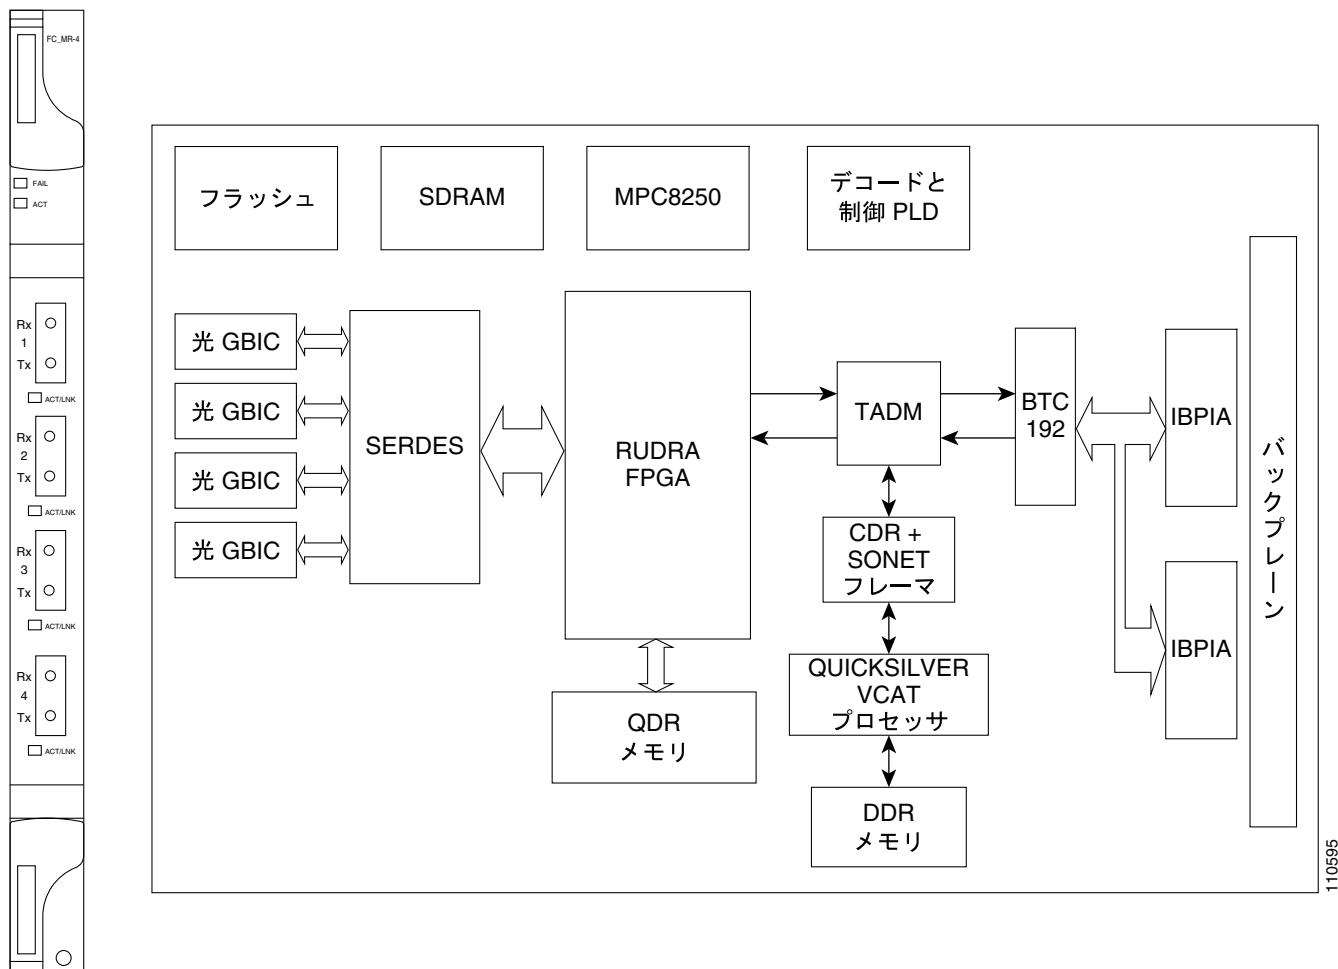 FC_MR-4
FAIL
ACT
Rx
1
Tx
ACT/LNK
Rx
2
Tx
ACT/LNK
Rx
3
Tx
ACT/LNK
Rx
4
Tx
ACT/LNK
フラッシュ
SDRAM
MPC8250
デコードと
制御 PLD
光 GBIC
光 GBIC
光 GBIC
光 GBIC
SERDES
RUDRA
FPGA
QDR
メモリ
TADM
CDR +
SONET
フレーマ
QUICKSILVER
VCAT
プロセッサ
DDR
メモリ
BTC
192
IBPIA
IBPIA
バックプレーン
110595